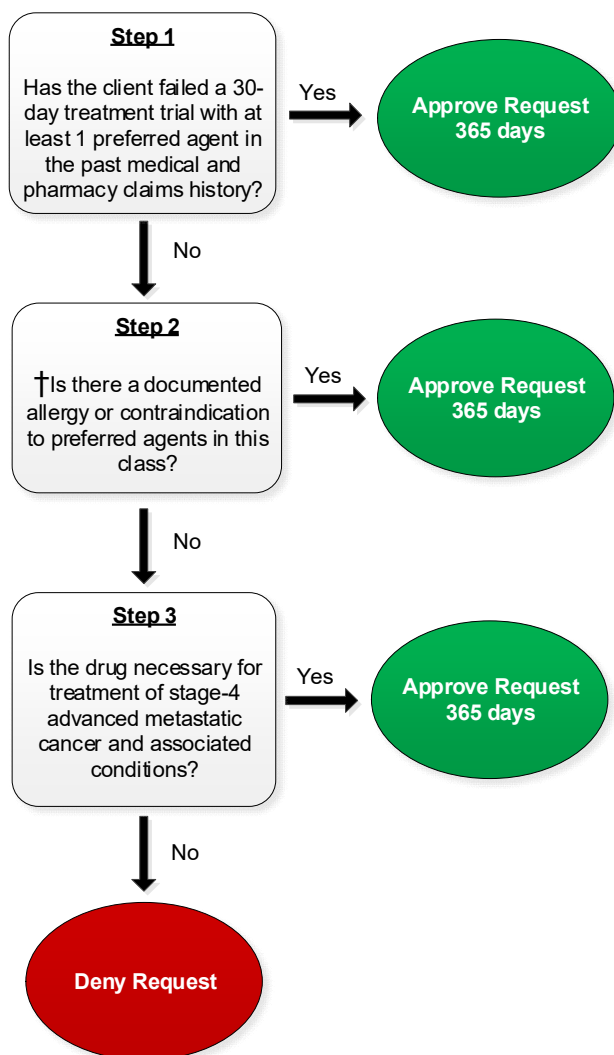 Step 1
Has the client failed a 30-
day treatment trial with at
least 1 preferred agent in
the past medical and
pharmacy claims history?
Yes
Approve Request
365 days
No
Step 2
†Is there a documented
allergy or contraindication
to preferred agents in this
class?
Yes
Approve Request
365 days
No
Step 3
Is the drug necessary for
treatment of stage-4
advanced metastatic
cancer and associated
conditions?
Yes
Approve Request
365 days
No
Deny Request